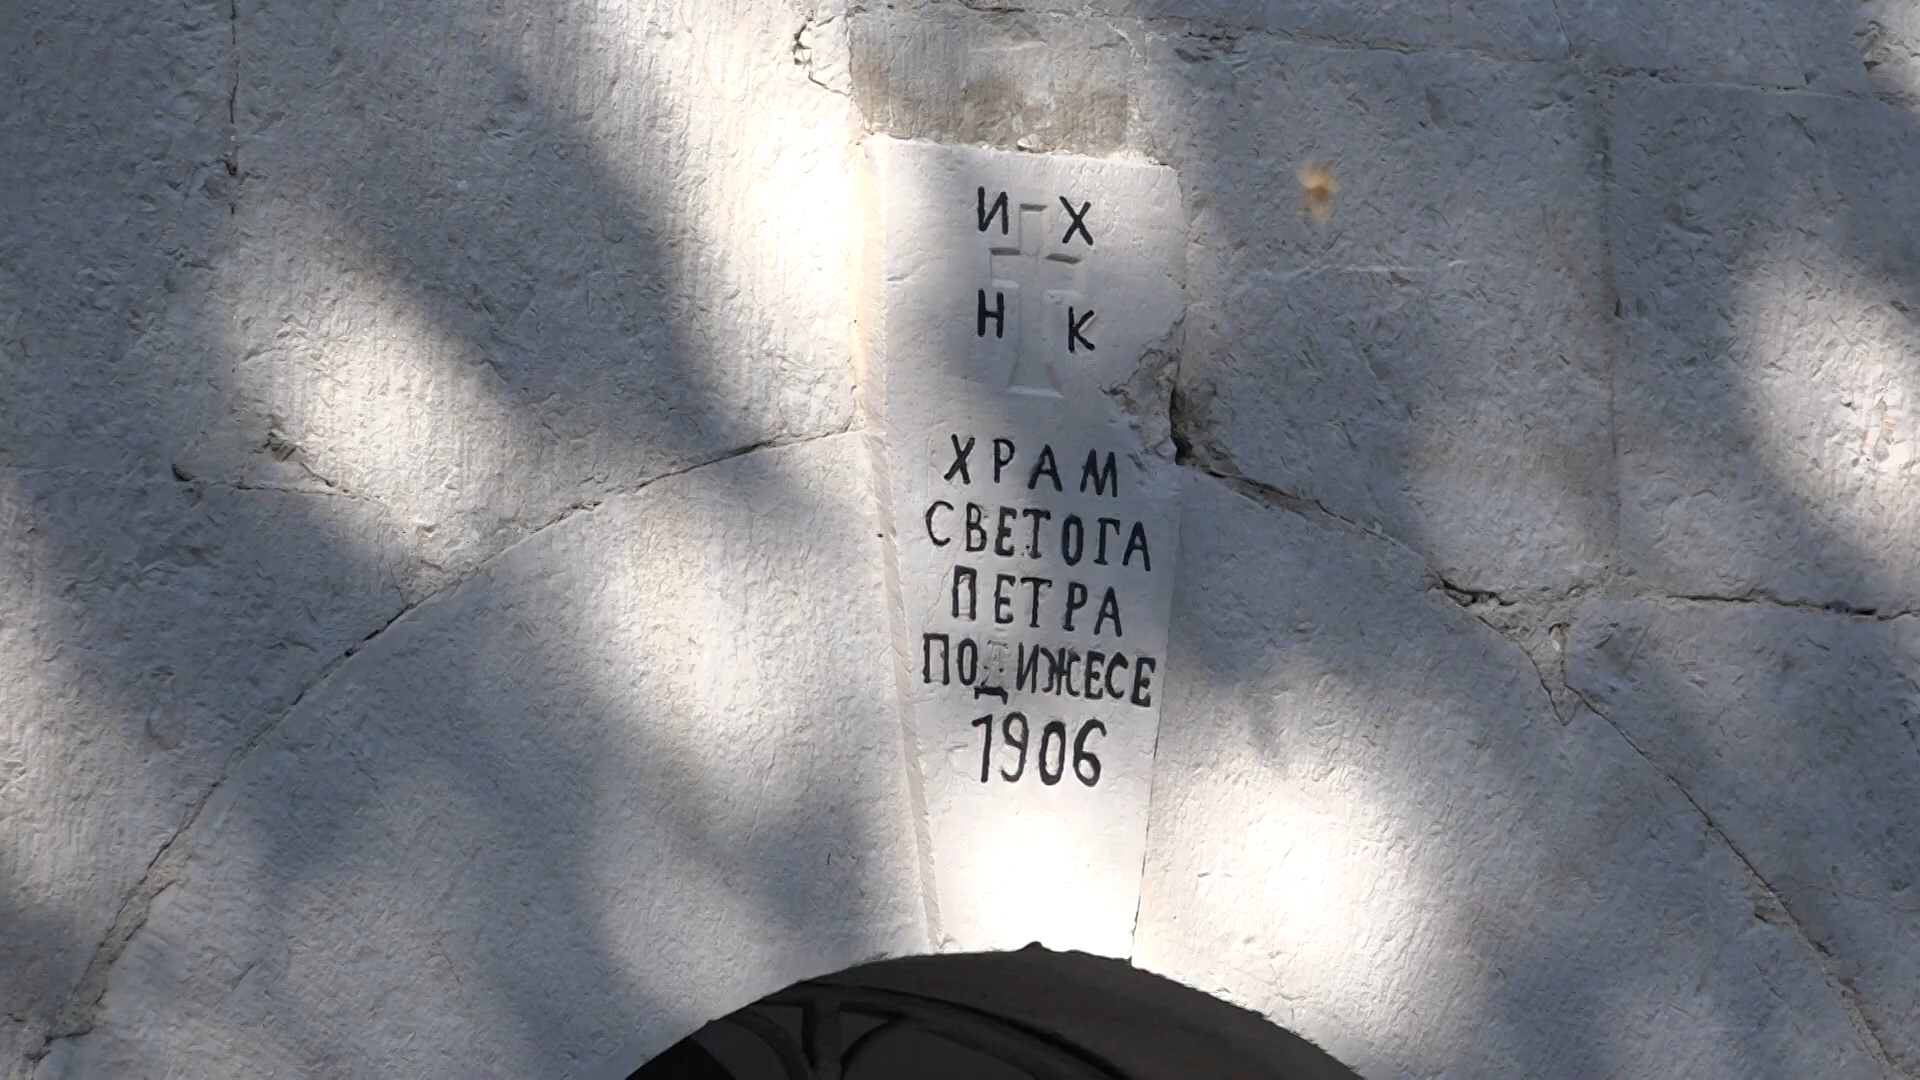 И Х
Н К
ХРАМ
СВЕТОГА
ПЕТРА
ПОДИЖЕСЕ
1906